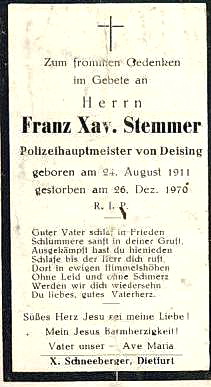 Zum frommen Gedenken
im Gebete an
Herrn
Franz Xav. Stemmer
Polizeihauptmeister von Deising
geboren am 24. August 1911
gestorben am 26. Dez. 1970
R. I. P.
Guter Vater schlaf in Frieden
Schlummere sanft in deiner Gruft,
Ausgekämpft hast du hienieden
Schlafe bis der Herr dich ruft,
Dort in ewigen Himmelshöhen
Ohne Leid und ohne Schmerz
Werden wir dich wiedersehn
Du liebes, gutes Vaterherz.
Süßes Herz Jesu sei meine Liebe!
Mein Jesus Barmherzigkeit!
Vater unser — Ave Maria
X. Schneeberger, Dietfurt